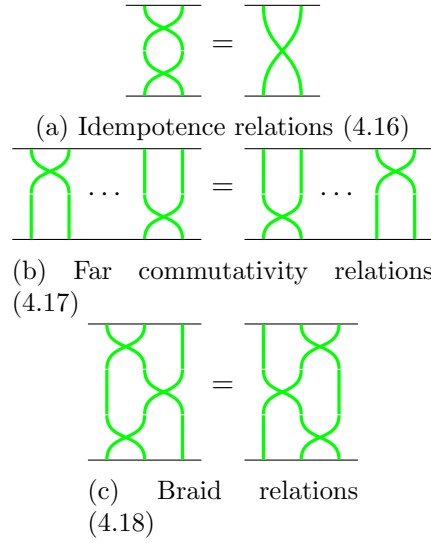 =
(a) Idempotence relations (4.16)
... = ...
(b) Far commutativity relations
(4.17)
=
(c) Braid relations
(4.18)